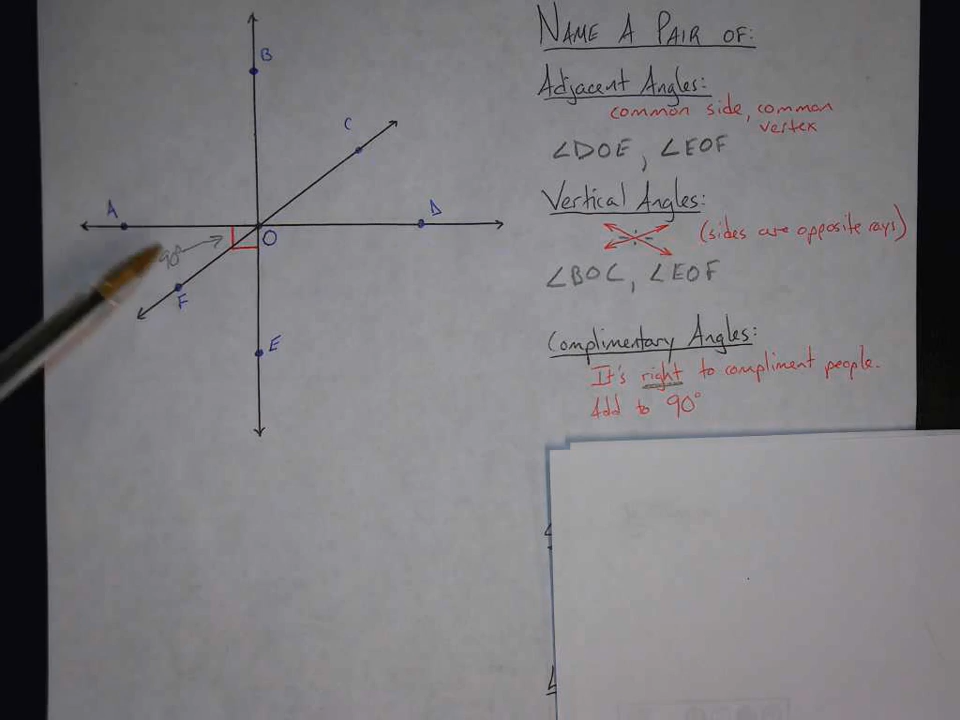 NAME A PAIR OF:
Adjacent Angles:
common side, common
vertex
∠DOE, ∠EOF
Vertical Angles:
(sides are opposite rays)
∠BOC, ∠EOF
Complimentary Angles:
It's right to compliment people.
Add to 90°
B
C
A
D
O
90°
F
E